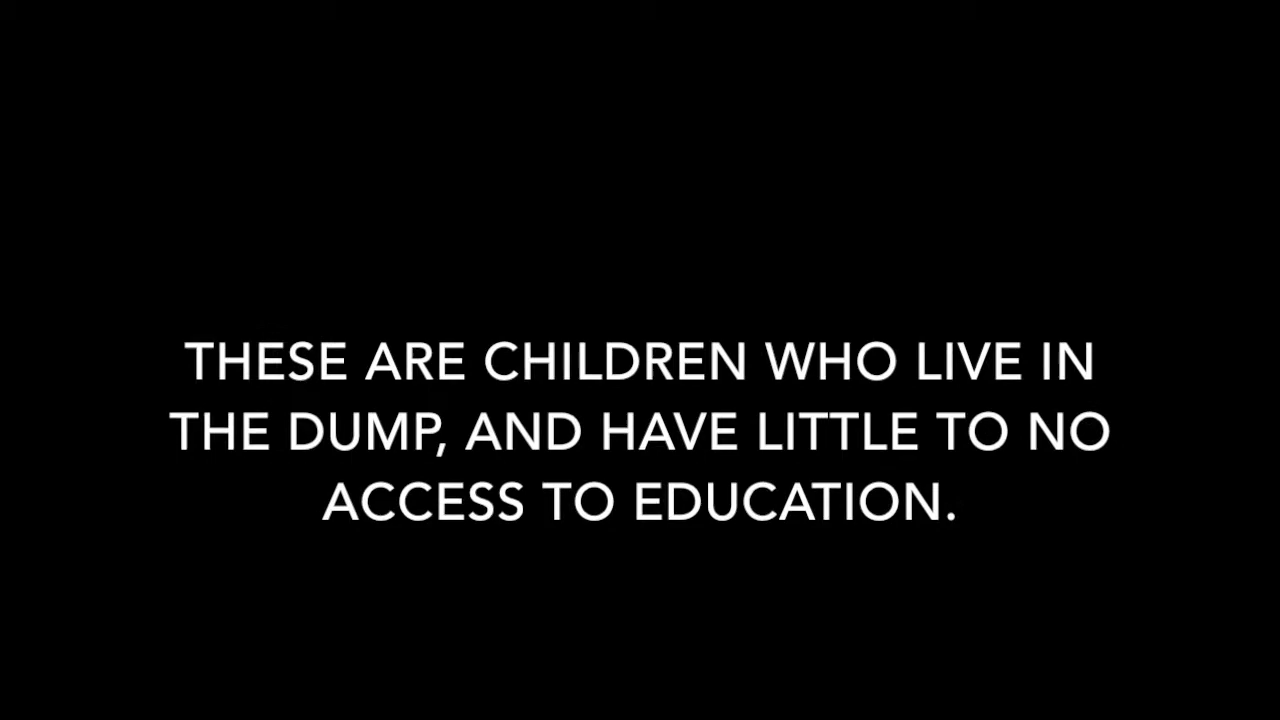 THESE ARE CHILDREN WHO LIVE IN
THE DUMP, AND HAVE LITTLE TO NO
ACCESS TO EDUCATION.